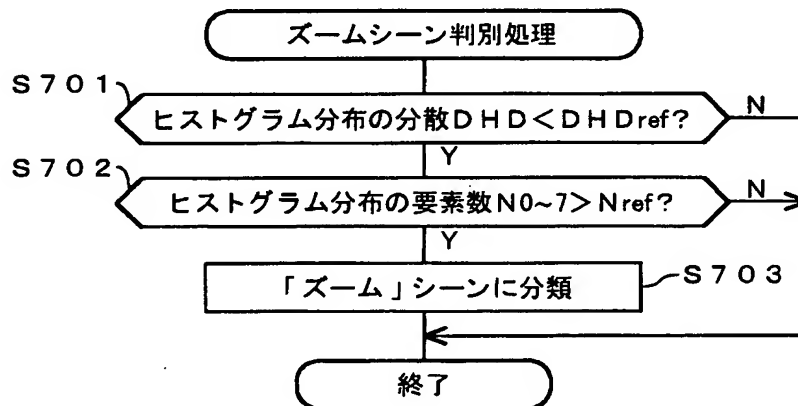 ズームシーン判別処理
S701
ヒストグラム分布の分散DHD<DHDref?
N
Y
S702
ヒストグラム分布の要素数N0~7>Nref?
N
Y
「ズーム」シーンに分類
S703
終了